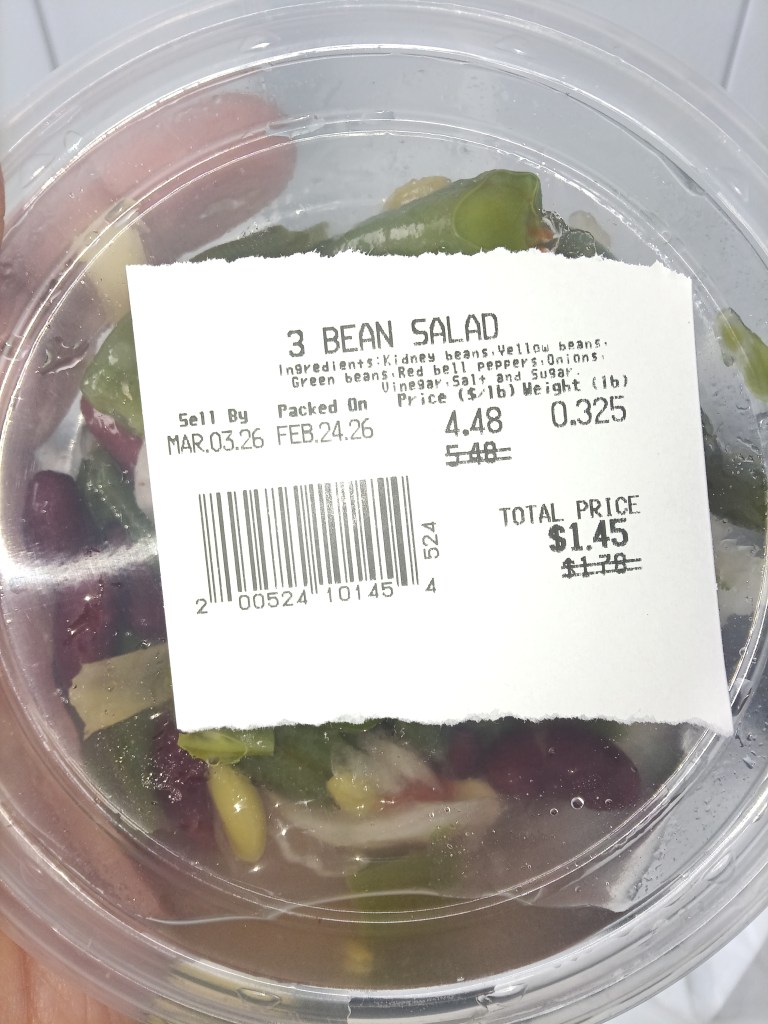 3 BEAN SALAD
Ingredients:Kidney beans,Yellow beans,
Green beans,Red bell peppers,Onions,
Vinegar,Salt and Sugar.
Sell By Packed On Price ($/lb) Weight (lb)
MAR.03.26 FEB.24.26 4.48 0.325
5.48
TOTAL PRICE
$1.45
$1.78
524
2 00524 10145 4